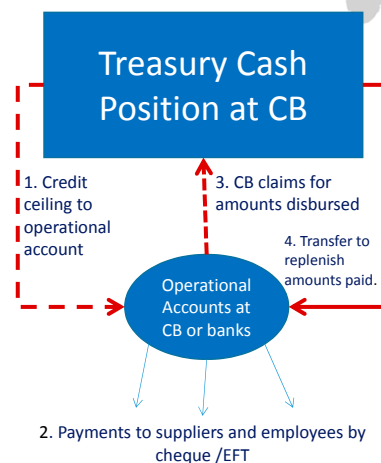 Treasury Cash
Position at CB
1. Credit
ceiling to
operational
account
3. CB claims for
amounts disbursed
4. Transfer to
replenish
amounts paid.
Operational
Accounts at
CB or banks
2. Payments to suppliers and employees by
cheque /EFT